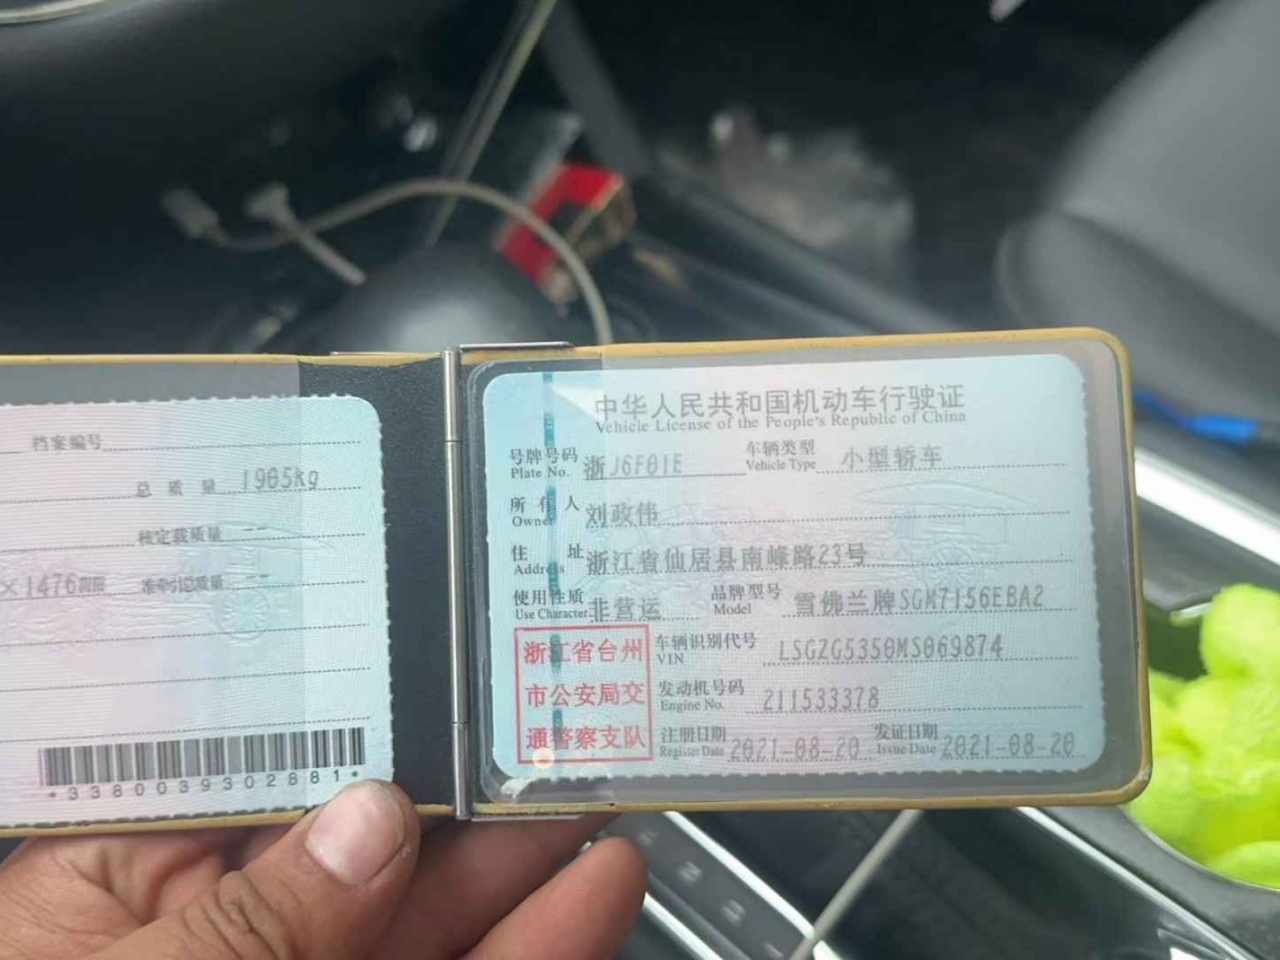 档案编号
总质量 1905kg
核定载质量 --
×1476mm 准牵引总质量 --
*3380039302881*
中华人民共和国机动车行驶证
Vehicle License of the People's Republic of China
号牌号码 浙J6F01E 车辆类型 小型轿车
Plate No. Vehicle Type
所有人 刘政伟
Owner
住址 浙江省仙居县南峰路23号
Address
使用性质 非营运 品牌型号 雪佛兰牌SGM7156EBA2
Use Character Model
浙江省台州
市公安局交
通警察支队
车辆识别代号 LSGZG5350MS069874
VIN
发动机号码 211533378
Engine No.
注册日期 2021-08-20 发证日期 2021-08-20
Register Date Issue Date